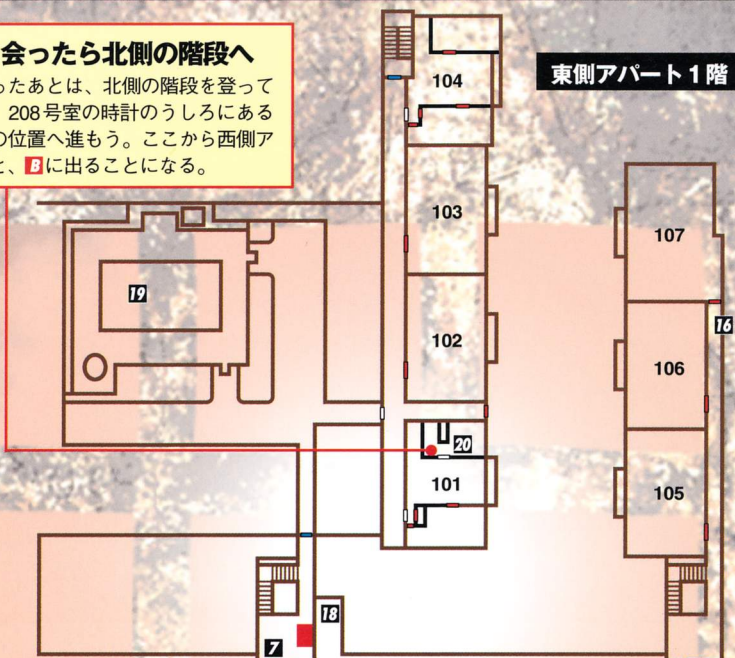 会ったら北側の階段へ
ったあとは、北側の階段を登って
208号室の時計のうしろにある
の位置へ進もう。ここから西側ア
と、Bに出ることになる。
東側アパート1階
104
103
107
19
16
102
106
20
101
105
18
7